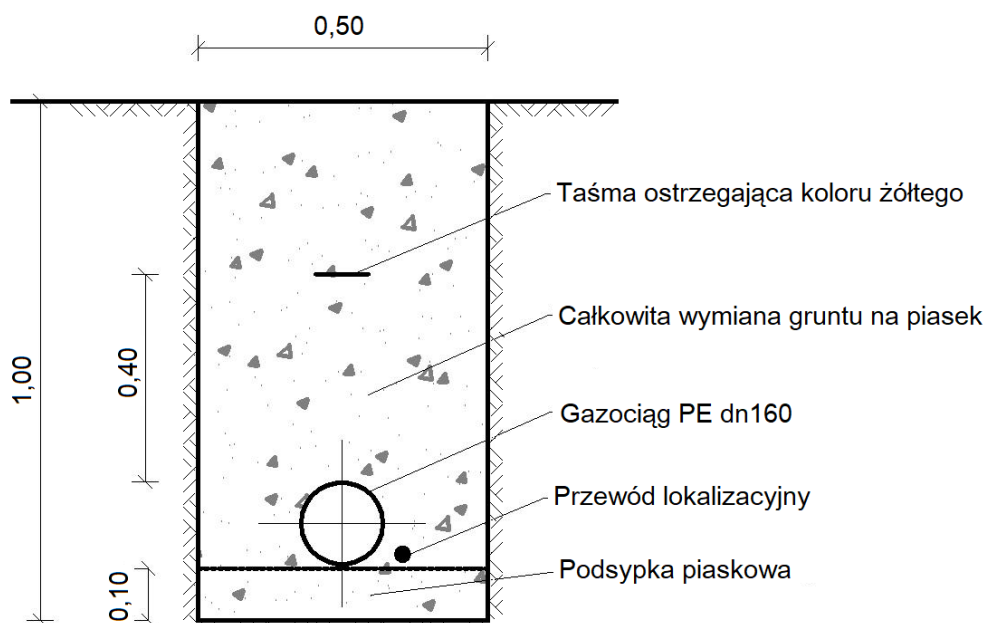 0,50
Taśma ostrzegająca koloru żółtego
Całkowita wymiana gruntu na piasek
1,00
0,40
Gazociąg PE dn160
Przewód lokalizacyjny
Podsypka piaskowa
0,10